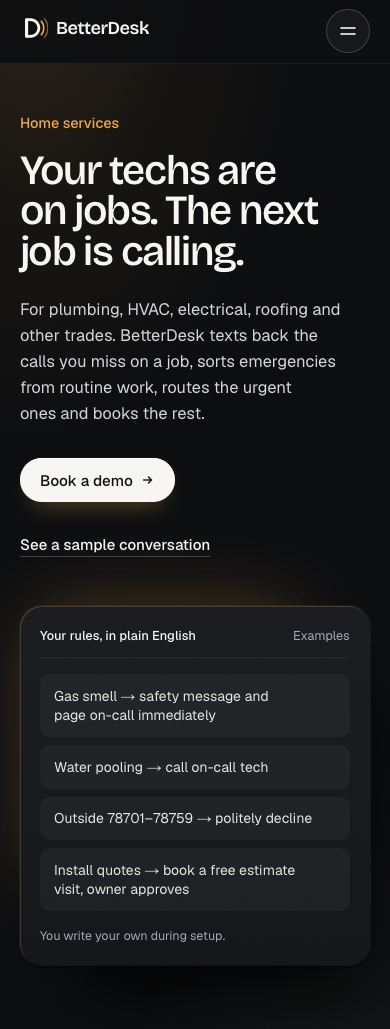 BetterDesk
Home services
Your techs are
on jobs. The next
job is calling.
For plumbing, HVAC, electrical, roofing and
other trades. BetterDesk texts back the
calls you miss on a job, sorts emergencies
from routine work, routes the urgent
ones and books the rest.
Book a demo →
See a sample conversation
Your rules, in plain English Examples
Gas smell → safety message and
page on-call immediately
Water pooling → call on-call tech
Outside 78701–78759 → politely decline
Install quotes → book a free estimate
visit, owner approves
You write your own during setup.